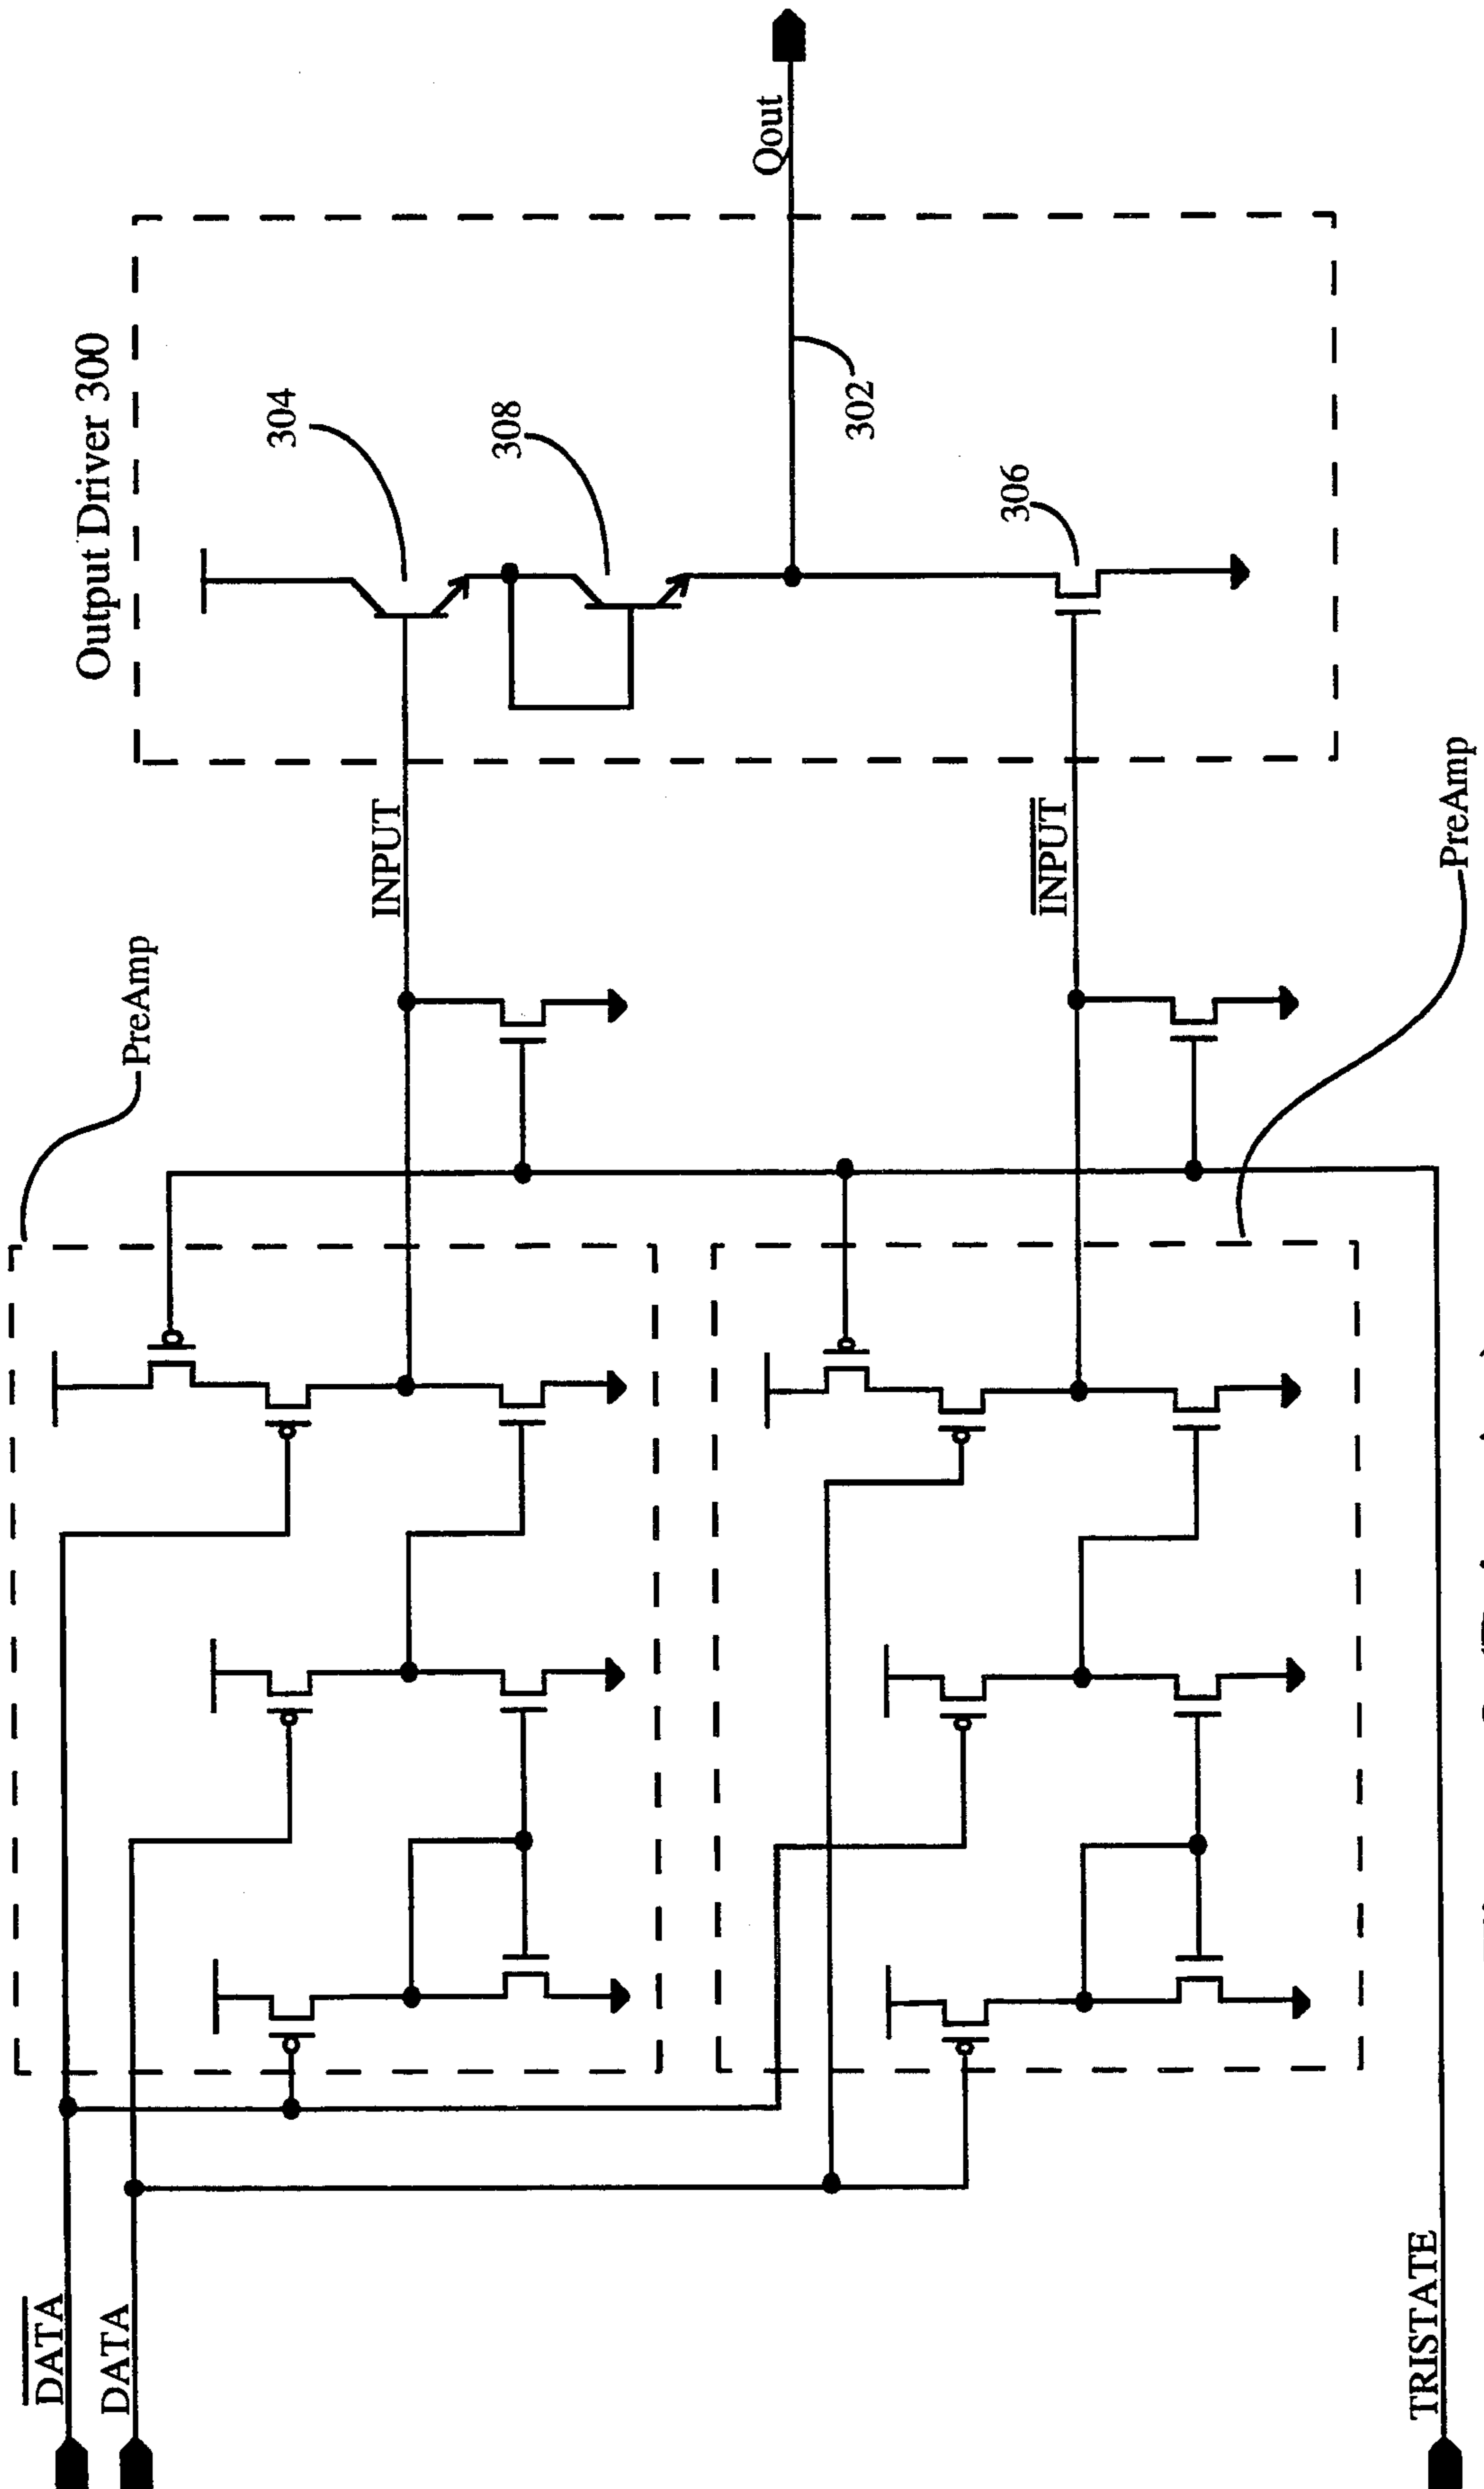 Output Driver 300
304
308
302
306
Qout
INPUT
INPUT
PreAmp
PreAmp
DATA
DATA
TRISTATE